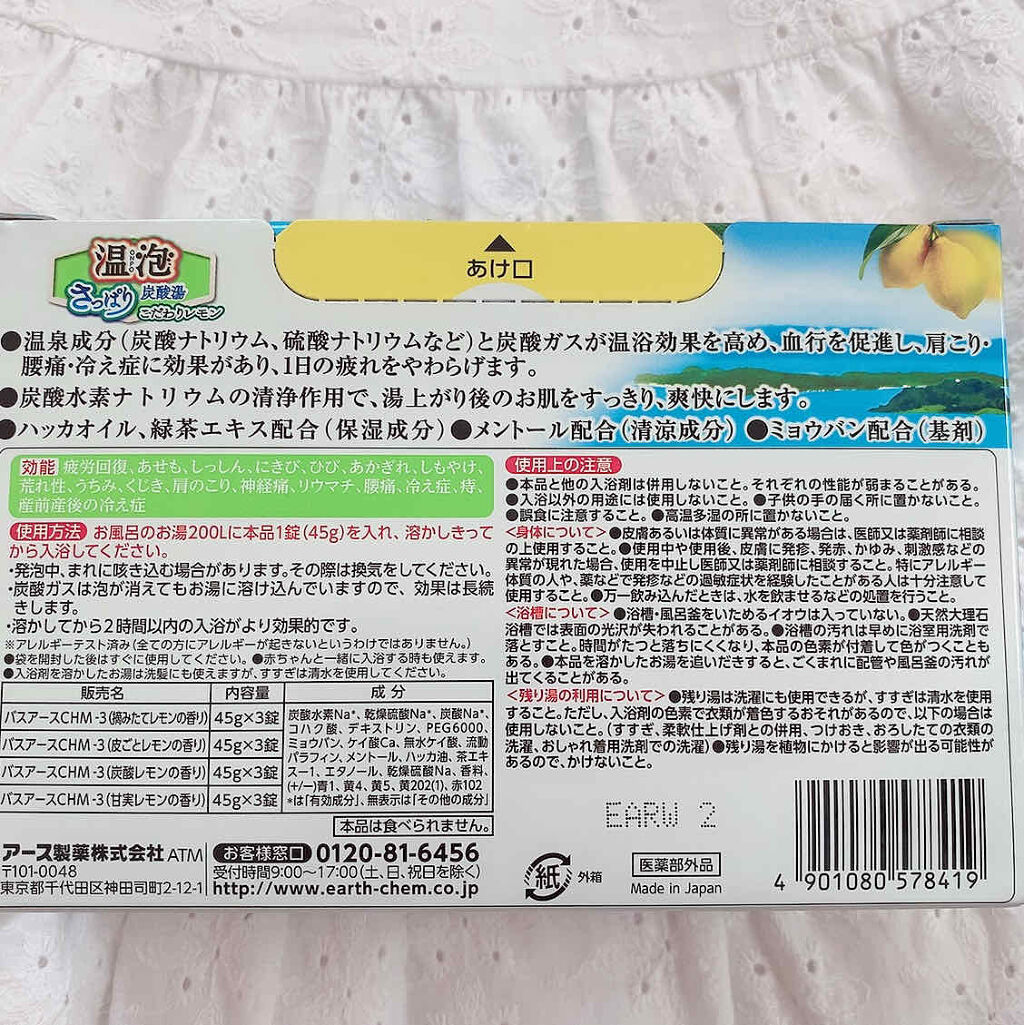 あけ口
温泡
ONPO
さっぱり 炭酸湯
こだわりレモン
●温泉成分(炭酸ナトリウム、硫酸ナトリウムなど)と炭酸ガスが温浴効果を高め、血行を促進し、肩こり・
腰痛・冷え症に効果があり、1日の疲れをやわらげます。
●炭酸水素ナトリウムの清浄作用で、湯上がり後のお肌をすっきり、爽快にします。
●ハッカオイル、緑茶エキス配合(保湿成分)●メントール配合(清涼成分) ●ミョウバン配合(基剤)
効能 疲労回復、あせも、しっしん、にきび、ひび、あかぎれ、しもやけ、
荒れ性、うちみ、くじき、肩のこり、神経痛、リウマチ、腰痛、冷え症、痔、
産前産後の冷え症
使用方法 お風呂のお湯200Lに本品1錠(45g)を入れ、溶かしきって
から入浴してください。
・発泡中、まれに咳き込む場合があります。その際は換気をしてください。
・炭酸ガスは泡が消えてもお湯に溶け込んでいますので、効果は長続
きします。
・溶かしてから2時間以内の入浴がより効果的です。
※アレルギーテスト済み(全ての方にアレルギーが起きないというわけではありません。)
●袋を開封した後はすぐに使用してください。●赤ちゃんと一緒に入浴する時も使えます。
●入浴剤を溶かしたお湯は洗髪にも使えますが、すすぎは清水を使用してください。
販売名 内容量 成分
バスアースCHM-3(摘みたてレモンの香り) 45g×3錠
バスアースCHM-3(皮ごとレモンの香り) 45g×3錠
バスアースCHM-3(炭酸レモンの香り) 45g×3錠
バスアースCHM-3(甘実レモンの香り) 45g×3錠
炭酸水素Na*、乾燥硫酸Na*、炭酸Na*、
コハク酸、デキストリン、PEG6000、
ミョウバン、ケイ酸Ca、無水ケイ酸、流動
パラフィン、メントール、ハッカ油、茶エキ
ス-1、エタノール、乾燥硫酸Na、香料、
(+/-)青1、黄4、黄5、黄202(1)、赤102
*は「有効成分」、無表示は「その他の成分」
本品は食べられません。
アース製薬株式会社 ATM
〒101-0048
東京都千代田区神田司町2-12-1
お客様窓口 0120-81-6456
受付時間9:00~17:00(土、日、祝日を除く)
http://www.earth-chem.co.jp
使用上の注意
●本品と他の入浴剤は併用しないこと。それぞれの性能が弱まることがある。
●入浴以外の用途には使用しないこと。●子供の手の届く所に置かないこと。
●誤食に注意すること。●高温多湿の所に置かないこと。
<身体について>●皮膚あるいは体質に異常がある場合は、医師又は薬剤師に相談
の上使用すること。●使用中や使用後、皮膚に発疹、発赤、かゆみ、刺激感などの
異常が現れた場合、使用を中止し医師又は薬剤師に相談すること。特にアレルギー
体質の人や、薬などで発疹などの過敏症状を経験したことがある人は十分注意して
使用すること。●万一飲み込んだときは、水を飲ませるなどの処置を行うこと。
<浴槽について>●浴槽・風呂釜をいためるイオウは入っていない。●天然大理石
浴槽では表面の光沢が失われることがある。●浴槽の汚れは早めに浴室用洗剤で
落とすこと。時間がたつと落ちにくくなり、本品の色素が付着して色がつくことも
ある。●本品を溶かしたお湯を追いだきすると、ごくまれに配管や風呂釜の汚れが
出てくることがある。
<残り湯の利用について>●残り湯は洗濯にも使用できるが、すすぎは清水を使用
すること。ただし、入浴剤の色素で衣類が着色するおそれがあるので、以下の場合は
使用しないこと。(すすぎ、柔軟仕上げ剤との併用、つけおき、おろしたての衣類の
洗濯、おしゃれ着用洗剤での洗濯)●残り湯を植物にかけると影響が出る可能性が
あるので、かけないこと。
EARW 2
紙 外箱
医薬部外品
Made in Japan
4 901080 578419